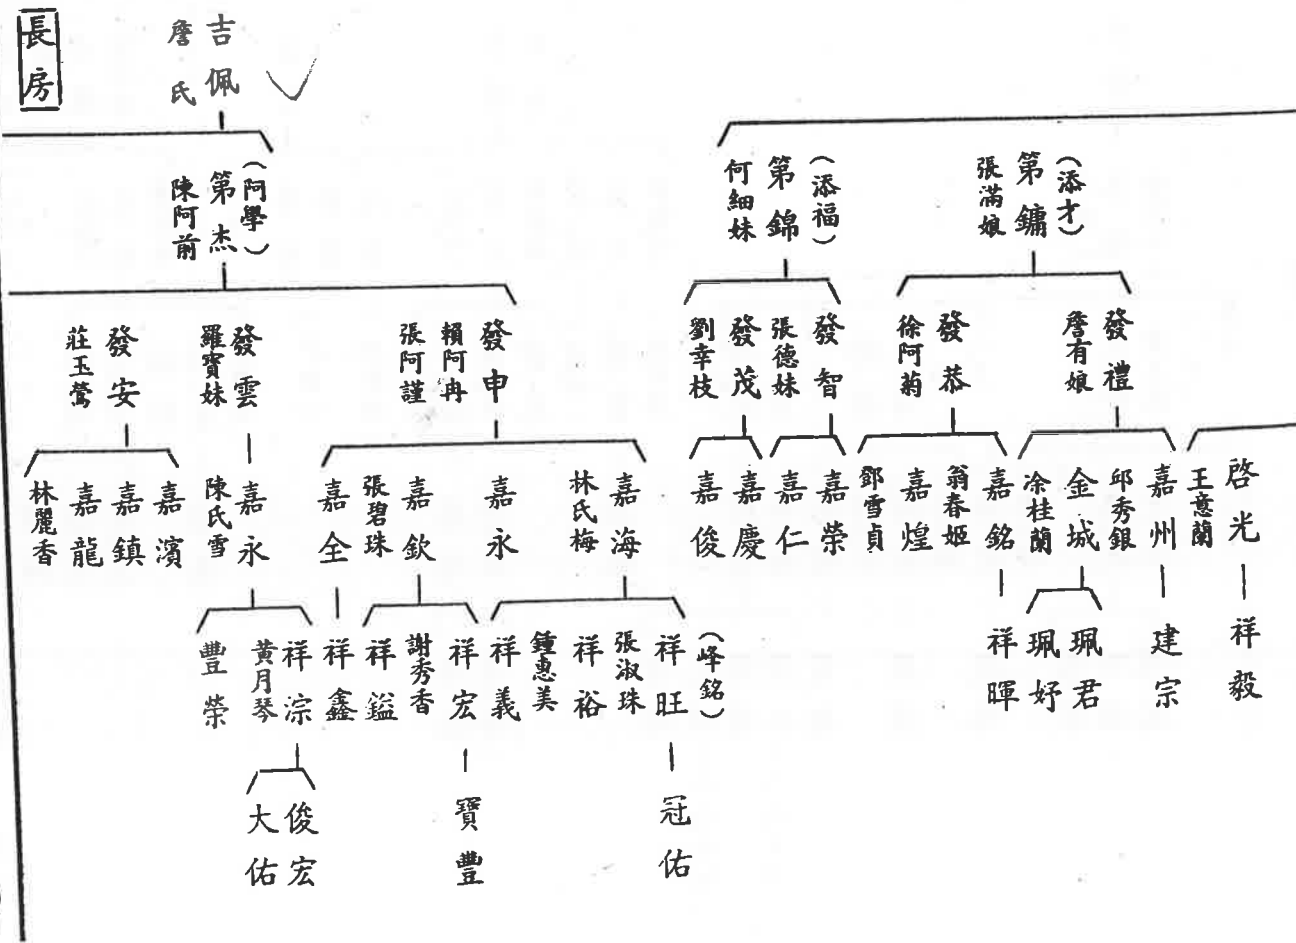 長房
吉佩
詹氏
(添才)
第鏞
張滿娘
(添福)
第錦
何細妹
(阿學)
第杰
陳阿前
發禮
詹有娘
發恭
徐阿菊
發智
張德妹
發茂
劉幸枝
發申
賴阿冉
張阿謹
發雲
羅寶妹
發安
莊玉鶯
啓光
王意蘭
嘉州
邱秀銀
金城
凃桂蘭
嘉銘
翁春姬
嘉煌
鄧雪貞
嘉榮
嘉仁
嘉慶
嘉俊
嘉海
林氏梅
嘉永
嘉欽
張碧珠
嘉全
嘉永
陳氏雪
嘉濱
嘉鎮
嘉龍
林麗香
祥毅
建宗
珮君
珮妤
祥暉
(峰銘)
祥旺
張淑珠
祥裕
鍾惠美
祥義
祥宏
謝秀香
祥鎰
祥鑫
祥淙
黃月琴
豐榮
冠佑
寶豐
俊宏
大佑